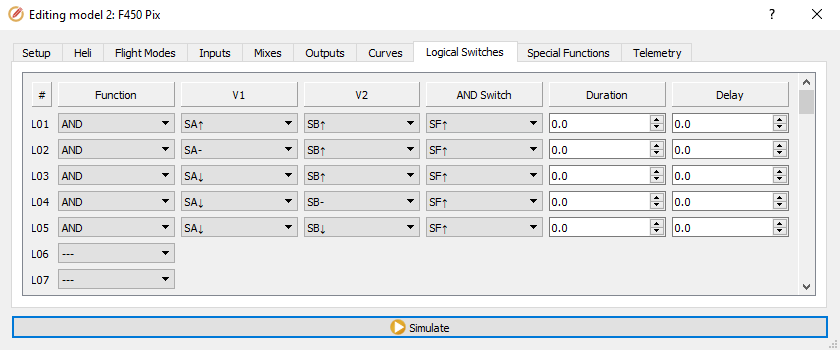 Editing model 2: F450 Pix ? ×
Setup Heli Flight Modes Inputs Mixes Outputs Curves Logical Switches Special Functions Telemetry
# Function V1 V2 AND Switch Duration Delay
L01 AND SA↑ SB↑ SF↑ 0.0 0.0
L02 AND SA- SB↑ SF↑ 0.0 0.0
L03 AND SA↓ SB↑ SF↑ 0.0 0.0
L04 AND SA↓ SB- SF↑ 0.0 0.0
L05 AND SA↓ SB↓ SF↑ 0.0 0.0
L06 ---
L07 ---
Simulate